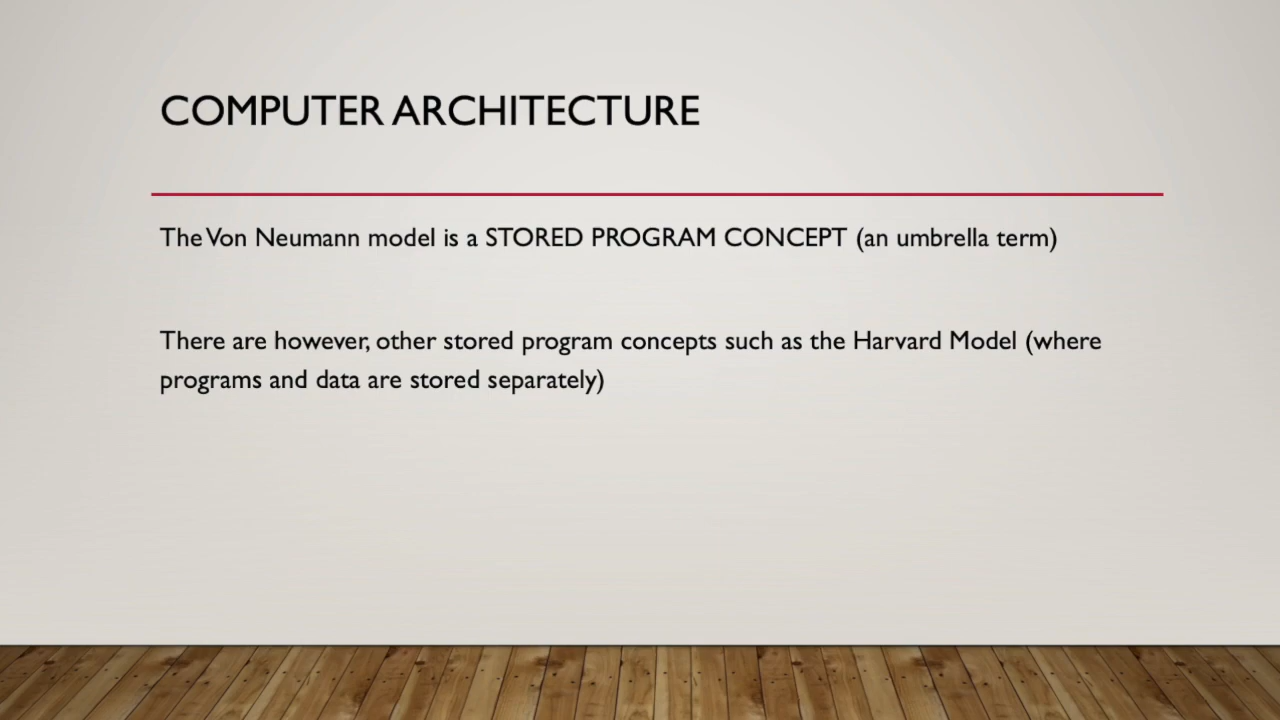 COMPUTER ARCHITECTURE
The Von Neumann model is a STORED PROGRAM CONCEPT (an umbrella term)
There are however, other stored program concepts such as the Harvard Model (where
programs and data are stored separately)